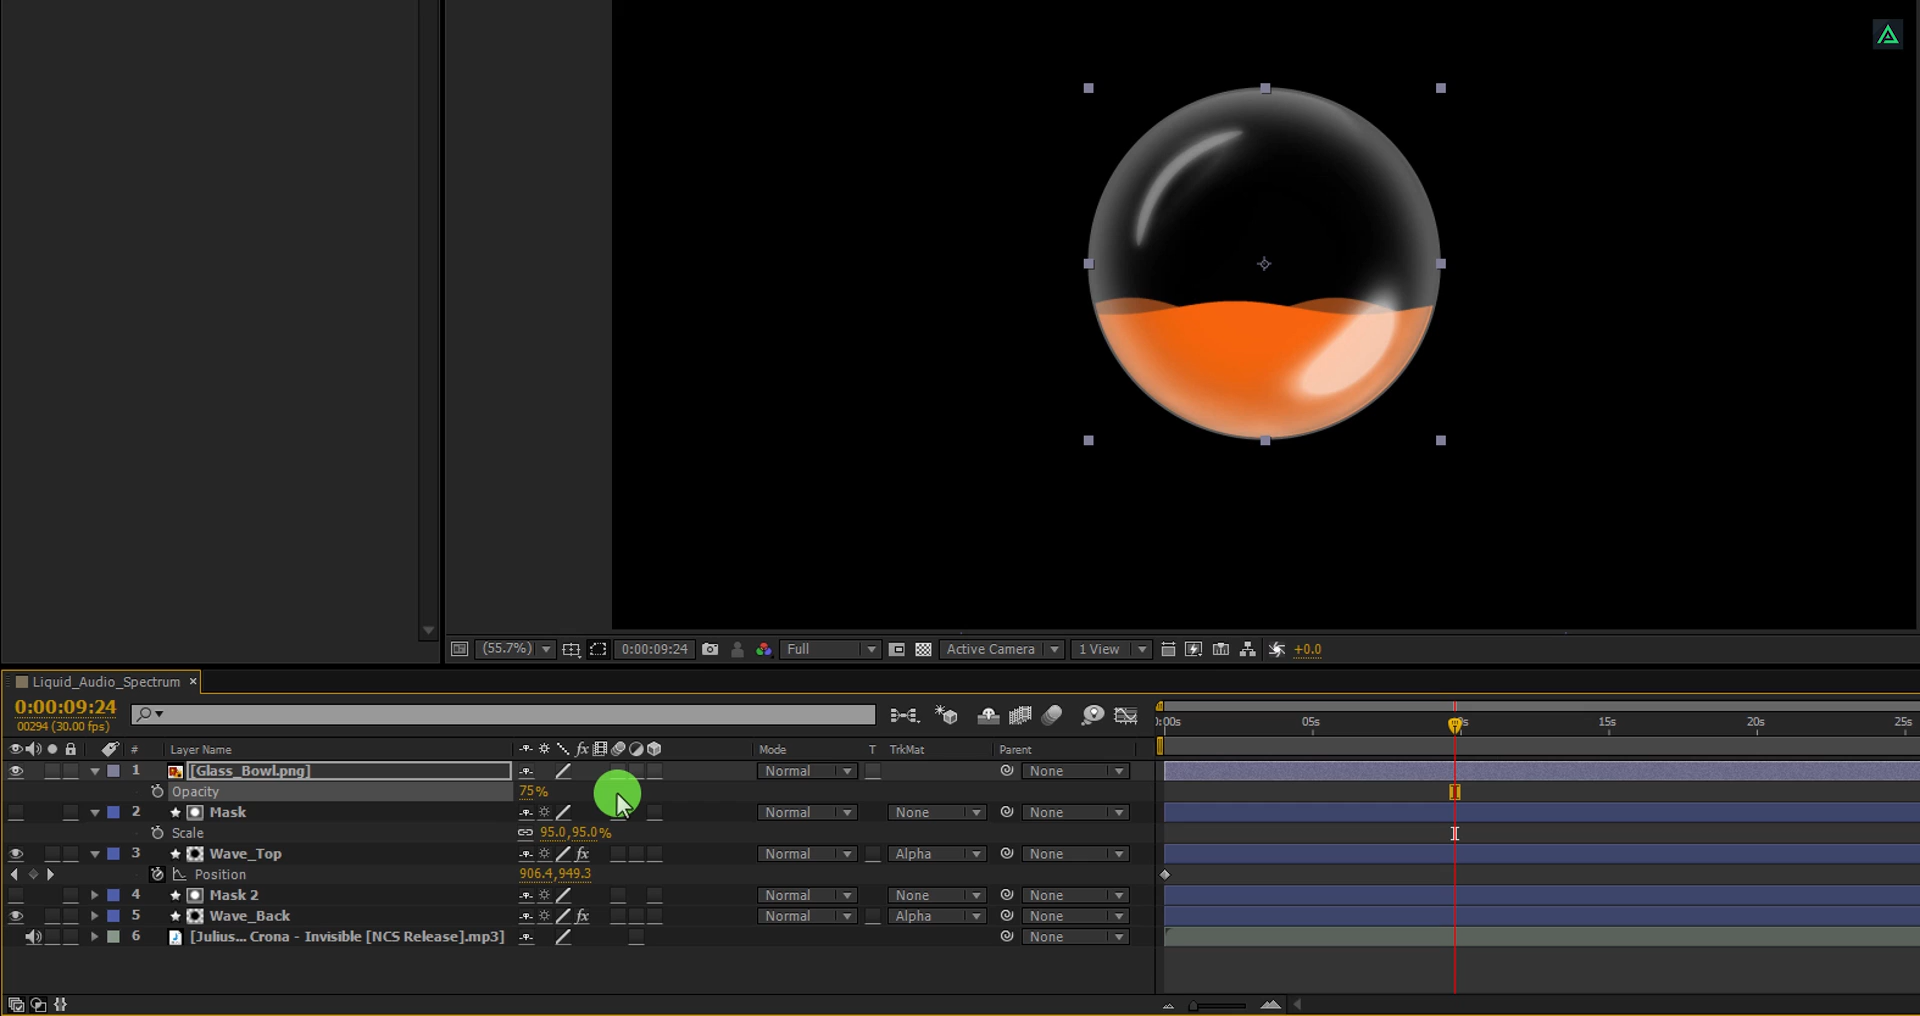 (55.7%) 0:00:09:24 Full Active Camera 1 View +0.0
Liquid_Audio_Spectrum ×
0:00:09:24
00294 (30.00 fps)
05s 15s 20s 25s
# Layer Name fx Mode T TrkMat Parent
1 [Glass_Bowl.png] Normal None
Opacity 75%
2 Mask Normal None None
Scale 95.0,95.0%
3 Wave_Top fx Normal Alpha None
Position 906.4,949.3
4 Mask 2 Normal None None
5 Wave_Back fx Normal Alpha None
6 [Julius... Crona - Invisible [NCS Release].mp3] None